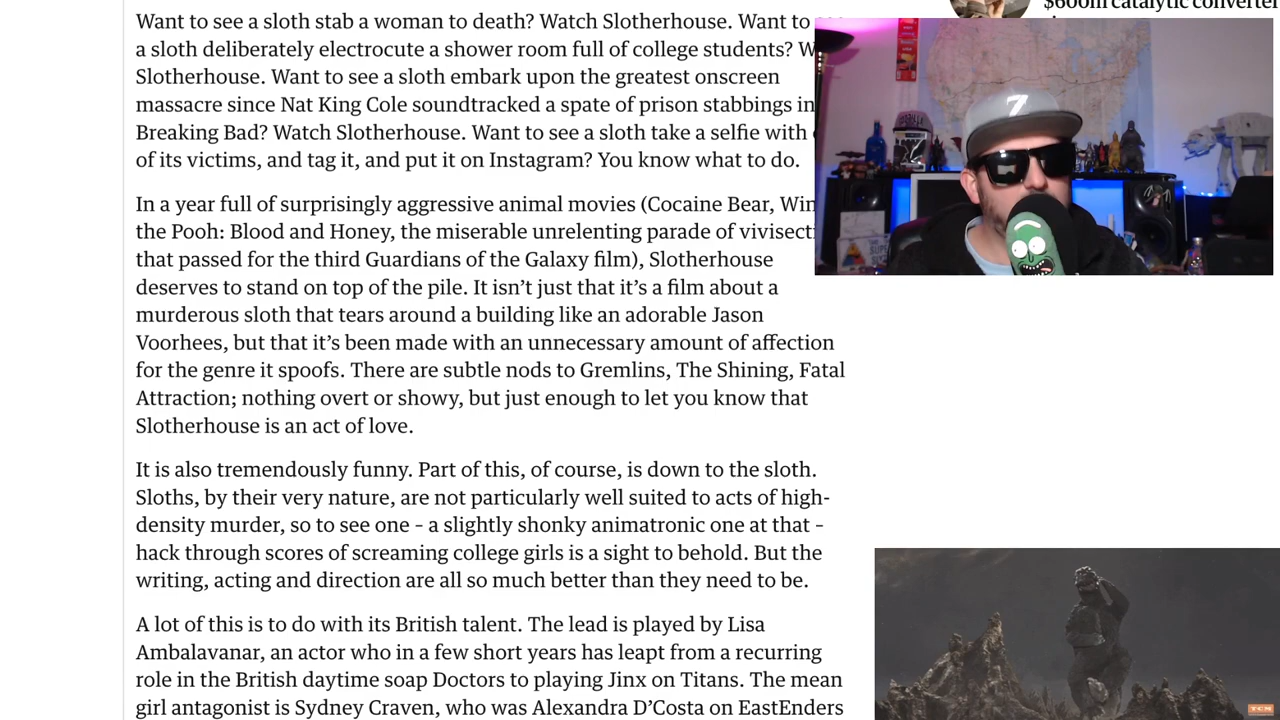 $600m catalytic converter
Want to see a sloth stab a woman to death? Watch Slotherhouse. Want to
a sloth deliberately electrocute a shower room full of college students?
Slotherhouse. Want to see a sloth embark upon the greatest onscreen
massacre since Nat King Cole soundtracked a spate of prison stabbings in
Breaking Bad? Watch Slotherhouse. Want to see a sloth take a selfie with
of its victims, and tag it, and put it on Instagram? You know what to do.
In a year full of surprisingly aggressive animal movies (Cocaine Bear,
the Pooh: Blood and Honey, the miserable unrelenting parade of
that passed for the third Guardians of the Galaxy film), Slotherhouse
deserves to stand on top of the pile. It isn’t just that it’s a film about a
murderous sloth that tears around a building like an adorable Jason
Voorhees, but that it’s been made with an unnecessary amount of affection
for the genre it spoofs. There are subtle nods to Gremlins, The Shining, Fatal
Attraction; nothing overt or showy, but just enough to let you know that
Slotherhouse is an act of love.
It is also tremendously funny. Part of this, of course, is down to the sloth.
Sloths, by their very nature, are not particularly well suited to acts of high-
density murder, so to see one – a slightly shonky animatronic one at that –
hack through scores of screaming college girls is a sight to behold. But the
writing, acting and direction are all so much better than they need to be.
A lot of this is to do with its British talent. The lead is played by Lisa
Ambalavanar, an actor who in a few short years has leapt from a recurring
role in the British daytime soap Doctors to playing Jinx on Titans. The mean
girl antagonist is Sydney Craven, who was Alexandra D’Costa on EastEnders
TCM